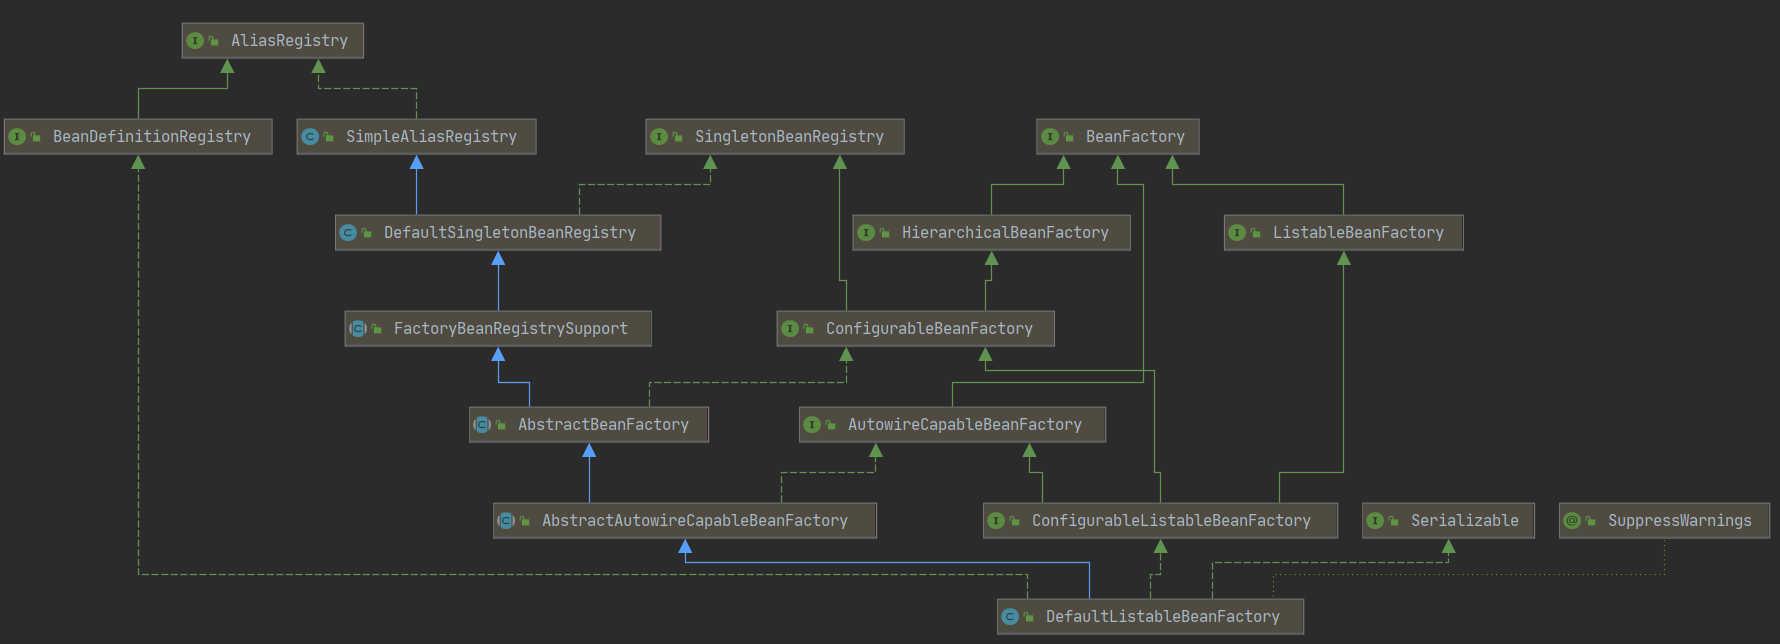 AliasRegistry
BeanDefinitionRegistry
SimpleAliasRegistry
SingletonBeanRegistry
BeanFactory
DefaultSingletonBeanRegistry
HierarchicalBeanFactory
ListableBeanFactory
FactoryBeanRegistrySupport
ConfigurableBeanFactory
AbstractBeanFactory
AutowireCapableBeanFactory
AbstractAutowireCapableBeanFactory
ConfigurableListableBeanFactory
Serializable
SuppressWarnings
DefaultListableBeanFactory